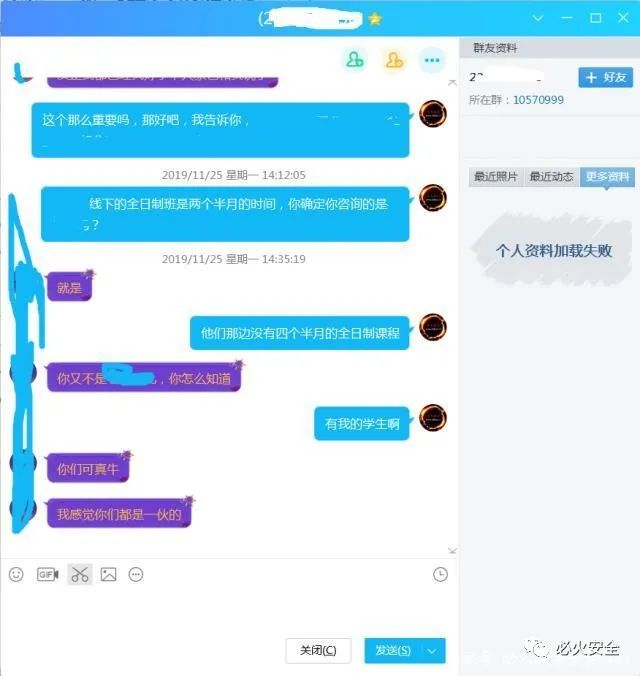 (2
群友资料
2
好友
所在群：10570999
这个那么重要吗，那好吧，我告诉你，
2019/11/25 星期一 14:12:05
最近照片 最近动态 更多资料
线下的全日制班是两个半月的时间，你确定你咨询的是
？
个人资料加载失败
2019/11/25 星期一 14:35:19
就是
他们那边没有四个半月的全日制课程
你又不是，你怎么知道
有我的学生啊
你们可真牛
我感觉你们都是一伙的
GIF
关闭(C)
发送(S)
必火安全